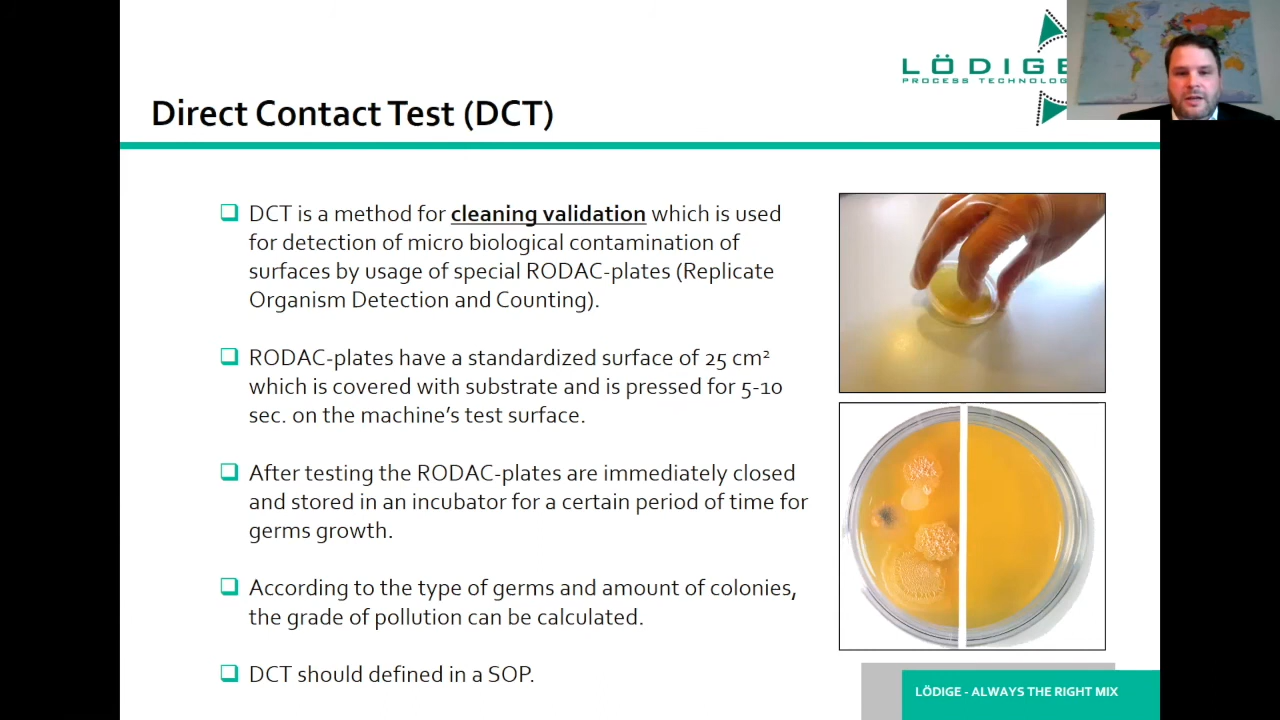 LÖDIGE
PROCESS TECHNOLOG
Direct Contact Test (DCT)
DCT is a method for cleaning validation which is used
for detection of micro biological contamination of
surfaces by usage of special RODAC-plates (Replicate
Organism Detection and Counting).
RODAC-plates have a standardized surface of 25 cm²
which is covered with substrate and is pressed for 5-10
sec. on the machine's test surface.
After testing the RODAC-plates are immediately closed
and stored in an incubator for a certain period of time for
germs growth.
According to the type of germs and amount of colonies,
the grade of pollution can be calculated.
DCT should defined in a SOP.
LÖDIGE - ALWAYS THE RIGHT MIX